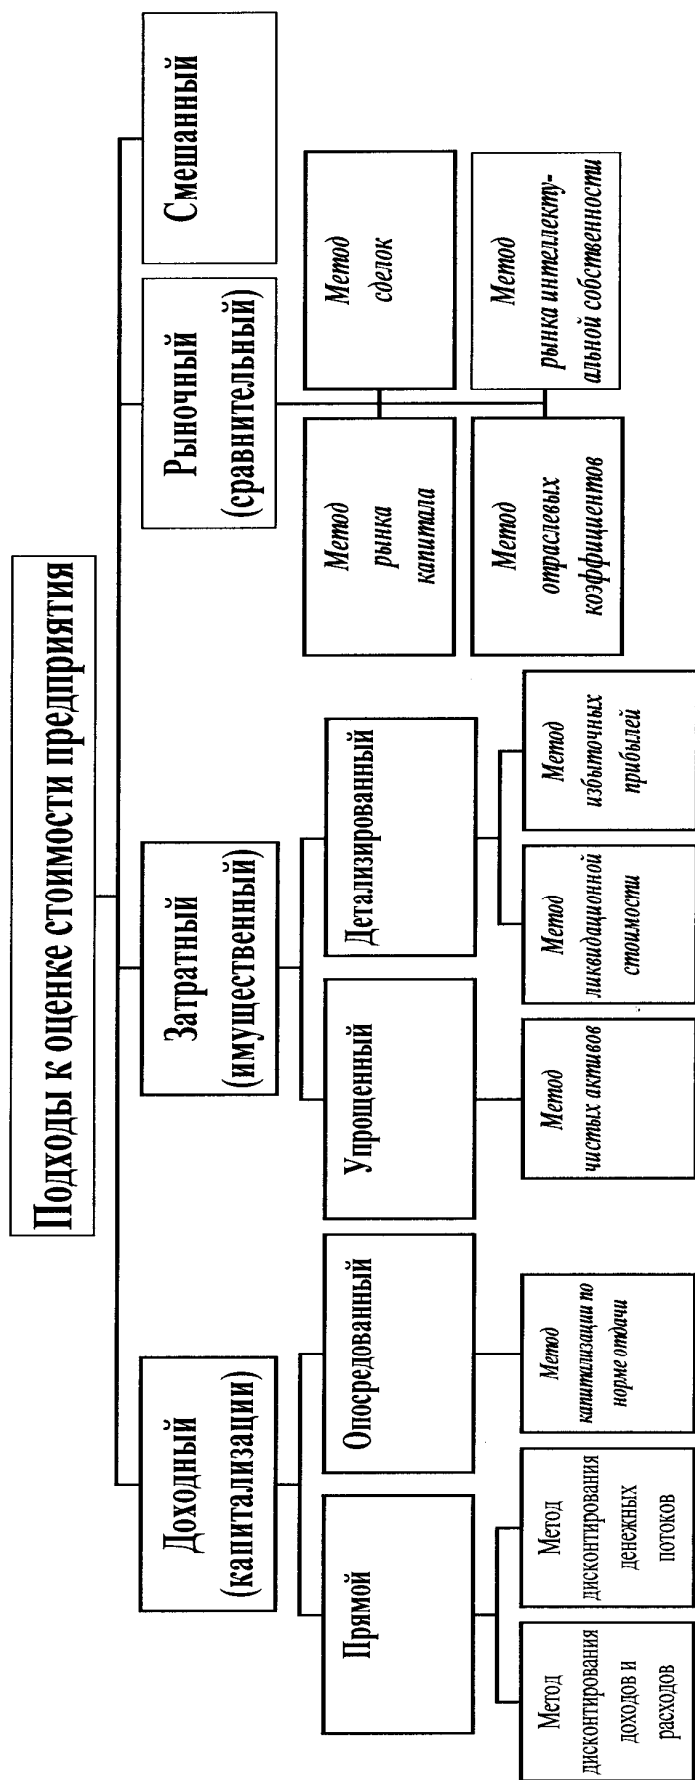 Подходы к оценке стоимости предприятия
Доходный
(капитализации)
Затратный
(имущественный)
Рыночный
(сравнительный)
Смешанный
Прямой
Опосредованный
Упрощенный
Детализированный
Метод
рынка
капитала
Метод
сделок
Метод
дисконтирования
доходов и
расходов
Метод
дисконтирования
денежных
потоков
Метод
капитализации по
норме отдачи
Метод
чистых активов
Метод
ликвидационной
стоимости
Метод
избыточных
прибылей
Метод
отраслевых
коэффициентов
Метод
рынка интеллекту-
альной собственности